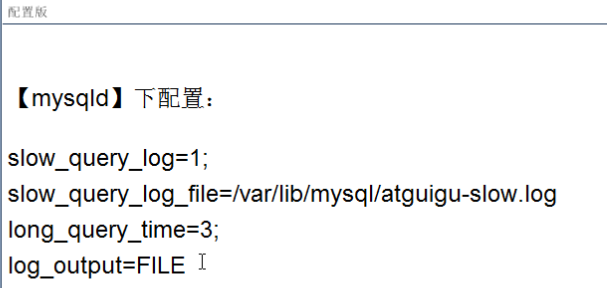 配置版
【mysqld】下配置：
slow_query_log=1;
slow_query_log_file=/var/lib/mysql/atguigu-slow.log
long_query_time=3;
log_output=FILE